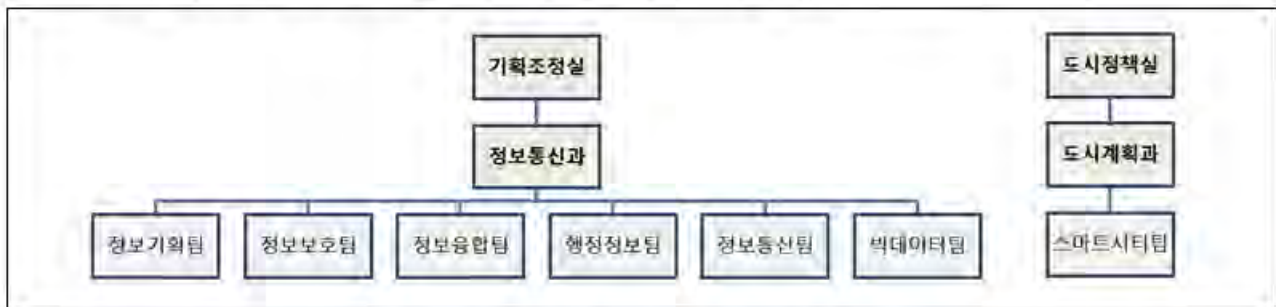 기획조정실
도시정책실
정보통신과
도시계획과
정보기획팀
정보보호팀
정보융합팀
행정정보팀
정보통신팀
빅데이터팀
스마트시티팀